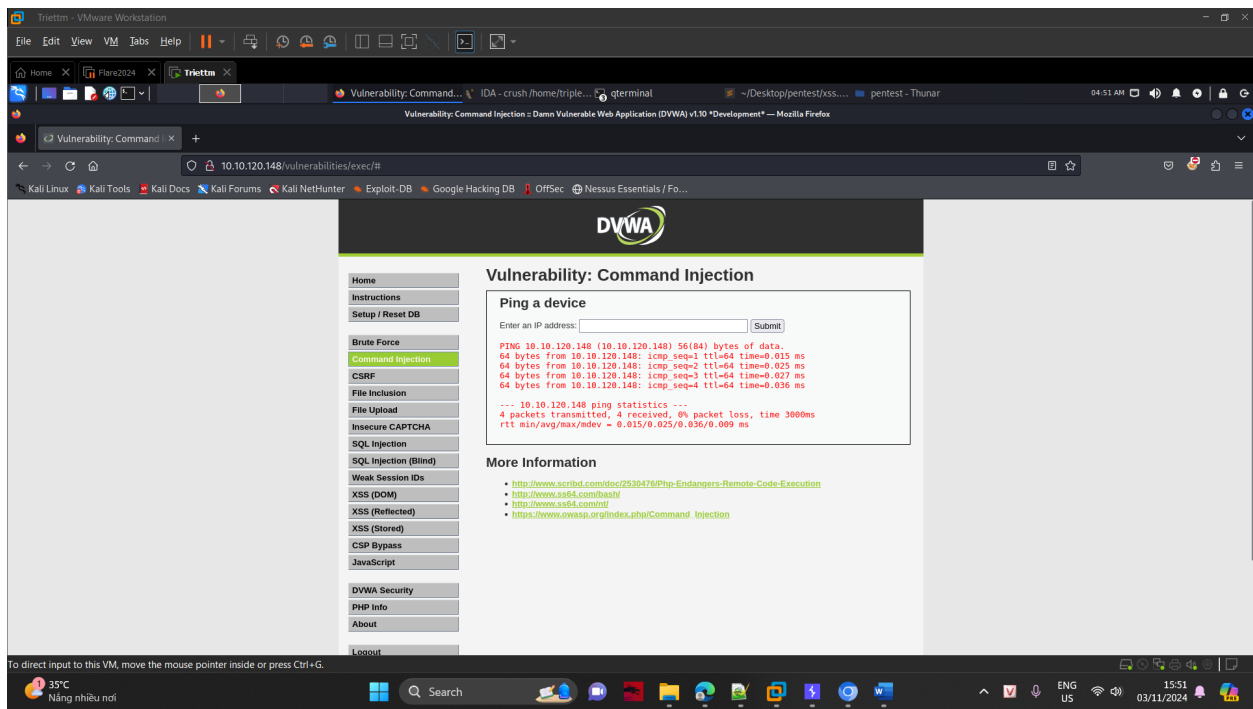 Triettm - VMware Workstation
File Edit View VM Tabs Help
Home Flare2024 Triettm
Vulnerability: Command... IDA - crush /home/triple... qterminal ~/Desktop/pentest/xss.... pentest - Thunar 04:51 AM
Vulnerability: Command Injection :: Damn Vulnerable Web Application (DVWA) v1.10 *Development* — Mozilla Firefox
Vulnerability: Command I
10.10.120.148/vulnerabilities/exec/#
Kali Linux Kali Tools Kali Docs Kali Forums Kali NetHunter Exploit-DB Google Hacking DB OffSec Nessus Essentials / Fo...
DVWA
Home
Instructions
Setup / Reset DB
Brute Force
Command Injection
CSRF
File Inclusion
File Upload
Insecure CAPTCHA
SQL Injection
SQL Injection (Blind)
Weak Session IDs
XSS (DOM)
XSS (Reflected)
XSS (Stored)
CSP Bypass
JavaScript
DVWA Security
PHP Info
About
Logout
Vulnerability: Command Injection
Ping a device
Enter an IP address: Submit
PING 10.10.120.148 (10.10.120.148) 56(84) bytes of data.
64 bytes from 10.10.120.148: icmp_seq=1 ttl=64 time=0.015 ms
64 bytes from 10.10.120.148: icmp_seq=2 ttl=64 time=0.025 ms
64 bytes from 10.10.120.148: icmp_seq=3 ttl=64 time=0.027 ms
64 bytes from 10.10.120.148: icmp_seq=4 ttl=64 time=0.036 ms
--- 10.10.120.148 ping statistics ---
4 packets transmitted, 4 received, 0% packet loss, time 3000ms
rtt min/avg/max/mdev = 0.015/0.025/0.036/0.009 ms
More Information
http://www.scribd.com/doc/2530476/Php-Endangers-Remote-Code-Execution
http://www.ss64.com/bash/
http://www.ss64.com/nt/
https://www.owasp.org/index.php/Command_Injection
To direct input to this VM, move the mouse pointer inside or press Ctrl+G.
1 35°C
Nắng nhiều nơi
Search
V ENG
US
15:51
03/11/2024